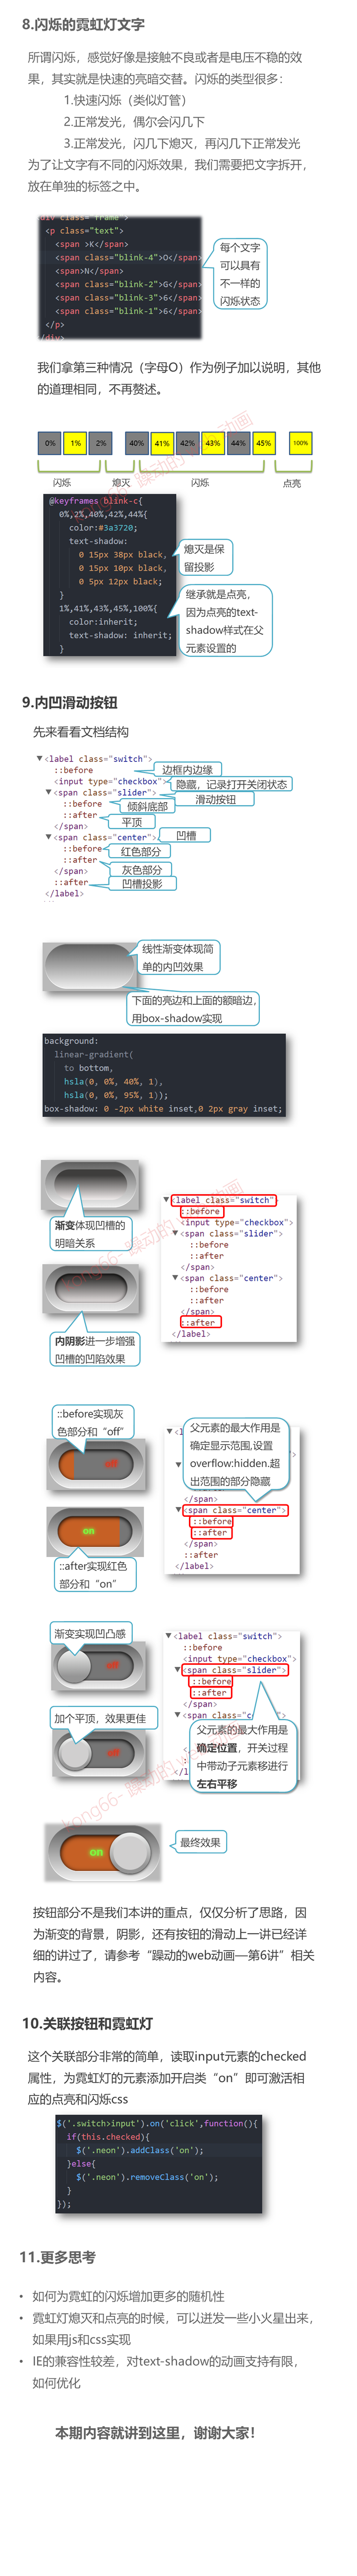 8.闪烁的霓虹灯文字
所谓闪烁，感觉好像是接触不良或者是电压不稳的效
果，其实就是快速的亮暗交替。闪烁的类型很多：
1.快速闪烁（类似灯管）
2.正常发光，偶尔会闪几下
3.正常发光，闪几下熄灭，再闪几下正常发光
为了让文字有不同的闪烁效果，我们需要把文字拆开，
放在单独的标签之中。
div class="frame">
<p class="text">
<span >K</span>
<span class="blink-4">O</span>
<span>N</span>
<span class="blink-2">G</span>
<span class="blink-3">6</span>
<span class="blink-1">6</span>
</p>
</div>
每个文字
可以具有
不一样的
闪烁状态
我们拿第三种情况（字母O）作为例子加以说明，其他
的道理相同，不再赘述。
0% 1% 2% 40% 41% 42% 43% 44% 45% 100%
闪烁 熄灭 闪烁 点亮
@keyframes blink-c{
0%,2%,40%,42%,44%{
color:#3a3720;
text-shadow:
0 15px 38px black,
0 15px 10px black,
0 5px 12px black;
}
1%,41%,43%,45%,100%{
color:inherit;
text-shadow: inherit;
}
熄灭是保
留投影
继承就是点亮，
因为点亮的text-
shadow样式在父
元素设置的
kong66- 躁动的web动画
9.内凹滑动按钮
先来看看文档结构
▼<label class="switch">
::before 边框内边缘
<input type="checkbox"> 隐藏，记录打开关闭状态
▼<span class="slider"> 滑动按钮
::before 倾斜底部
::after 平顶
</span>
▼<span class="center"> 凹槽
::before 红色部分
::after 灰色部分
</span>
::after 凹槽投影
</label>
线性渐变体现简
单的内凹效果
下面的亮边和上面的额暗边，
用box-shadow实现
background:
linear-gradient(
to bottom,
hsla(0, 0%, 40%, 1),
hsla(0, 0%, 95%, 1));
box-shadow: 0 -2px white inset,0 2px gray inset;
渐变体现凹槽的
明暗关系
内阴影进一步增强
凹槽的凹陷效果
▼<label class="switch">
::before
<input type="checkbox">
▼<span class="slider">
::before
::after
</span>
▼<span class="center">
::before
::after
</span>
::after
</label>
kong66- 躁动的web动画
::before实现灰
色部分和“off”
off
on
::after实现红色
部分和“on”
父元素的最大作用是
确定显示范围,设置
overflow:hidden.超
出范围的部分隐藏
▼<l
</span>
▼<span class="center">
::before
::after
</span>
::after
</label>
渐变实现凹凸感
off
加个平顶，效果更佳
off
▼<label class="switch">
::before
<input type="checkbox">
▼<span class="slider">
::before
::after
</span>
▼<span class="c
父元素的最大作用是
确定位置，开关过程
中带动子元素移进行
左右平移
kong66- 躁动的web动画
on
最终效果
按钮部分不是我们本讲的重点，仅仅分析了思路，因
为渐变的背景，阴影，还有按钮的滑动上一讲已经详
细的讲过了，请参考“躁动的web动画—第6讲”相关
内容。
10.关联按钮和霓虹灯
这个关联部分非常的简单，读取input元素的checked
属性，为霓虹灯的元素添加开启类“on”即可激活相
应的点亮和闪烁css
$('.switch>input').on('click',function(){
if(this.checked){
$('.neon').addClass('on');
}else{
$('.neon').removeClass('on');
}
});
11.更多思考
• 如何为霓虹的闪烁增加更多的随机性
• 霓虹灯熄灭和点亮的时候，可以迸发一些小火星出来，
如果用js和css实现
• IE的兼容性较差，对text-shadow的动画支持有限，
如何优化
本期内容就讲到这里，谢谢大家！